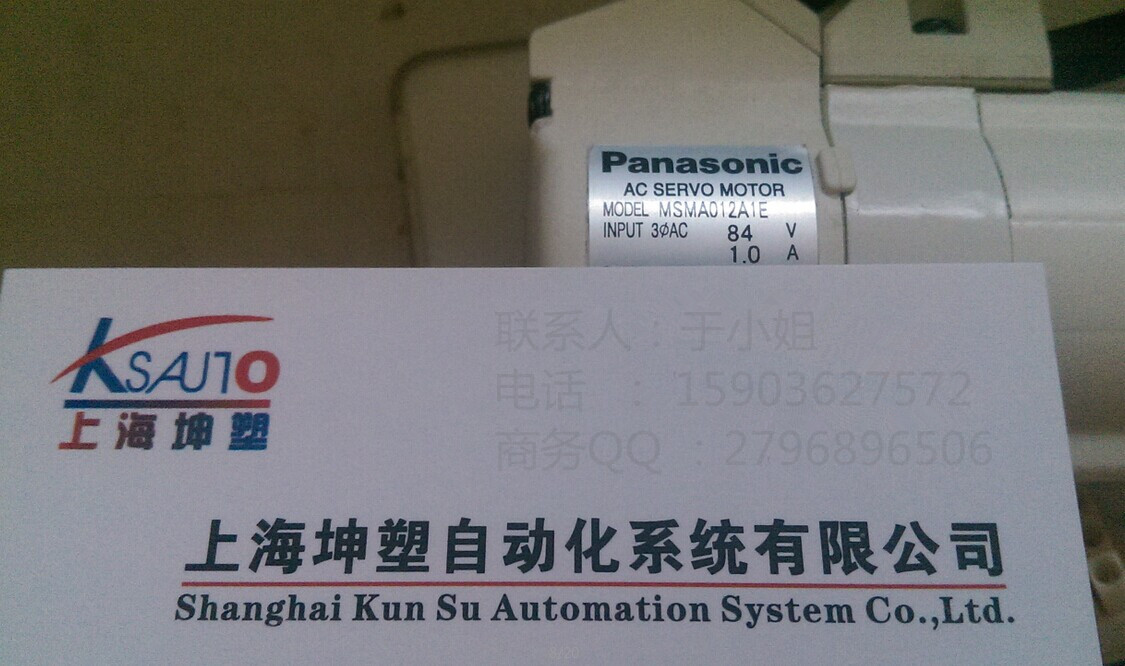 Panasonic
AC SERVO MOTOR
MODEL MSMA012A1E
INPUT 3ØAC 84 V
1.0 A
KSAUTO
上海坤塑
联系人：于小姐
电话 ：15903627572
商务QQ ：2796896506
上海坤塑自动化系统有限公司
Shanghai Kun Su Automation System Co.,Ltd.